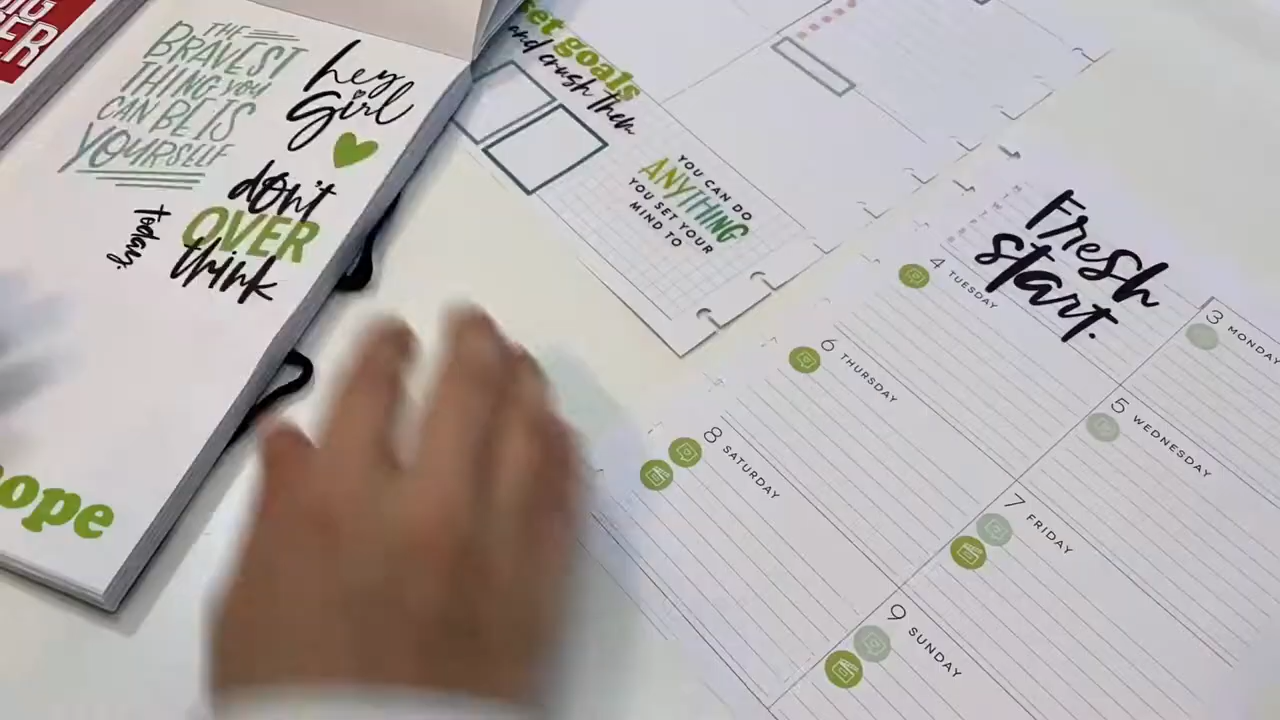 THE
BRAVEST
THING YOU
CAN BE IS
YOURSELF
hey
girl
don't
OVER
think
today.
ope
et goals
and crush them
YOU CAN DO
ANYTHING
YOU SET YOUR
MIND TO
Fresh
start.
3 MONDAY
4 TUESDAY
5 WEDNESDAY
6 THURSDAY
7 FRIDAY
8 SATURDAY
9 SUNDAY